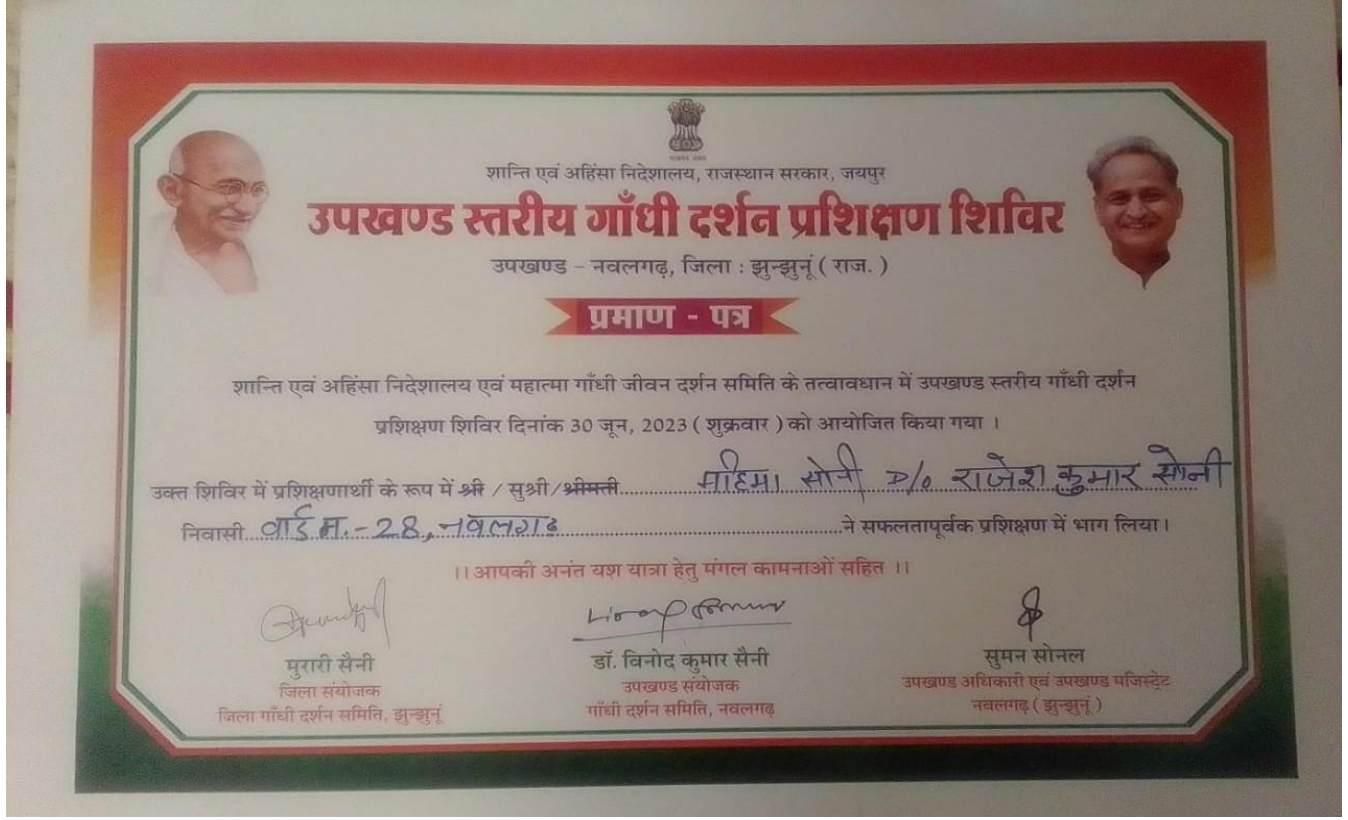 शान्ति एवं अहिंसा निदेशालय, राजस्थान सरकार, जयपुर
उपखण्ड स्तरीय गाँधी दर्शन प्रशिक्षण शिविर
उपखण्ड - नवलगढ़, जिला : झुन्झुनूं ( राज. )
प्रमाण - पत्र
शान्ति एवं अहिंसा निदेशालय एवं महात्मा गाँधी जीवन दर्शन समिति के तत्वावधान में उपखण्ड स्तरीय गाँधी दर्शन
प्रशिक्षण शिविर दिनांक 30 जून, 2023 ( शुक्रवार ) को आयोजित किया गया ।
उक्त शिविर में प्रशिक्षणार्थी के रूप में श्री / सुश्री/श्रीमती महिमा सोनी D/o राजेश कुमार सोनी
निवासी वार्ड न.-28, नवलगढ ने सफलतापूर्वक प्रशिक्षण में भाग लिया।
।। आपकी अनंत यश यात्रा हेतु मंगल कामनाओं सहित ।।
मुरारी सैनी डॉ. विनोद कुमार सैनी सुमन सोनल
जिला संयोजक उपखण्ड संयोजक उपखण्ड अधिकारी एवं उपखण्ड मजिस्ट्रेट
जिला गाँधी दर्शन समिति, झुन्झुनूं गाँधी दर्शन समिति, नवलगढ़ नवलगढ़ ( झुन्झुनूं )